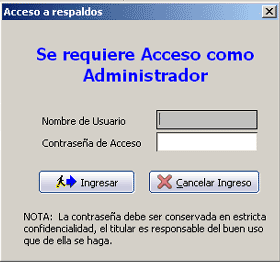 Acceso a respaldos
Se requiere Acceso como
Administrador
Nombre de Usuario
Contraseña de Acceso
Ingresar
Cancelar Ingreso
NOTA: La contraseña debe ser conservada en estricta
confidencialidad, el titular es responsable del buen uso
que de ella se haga.